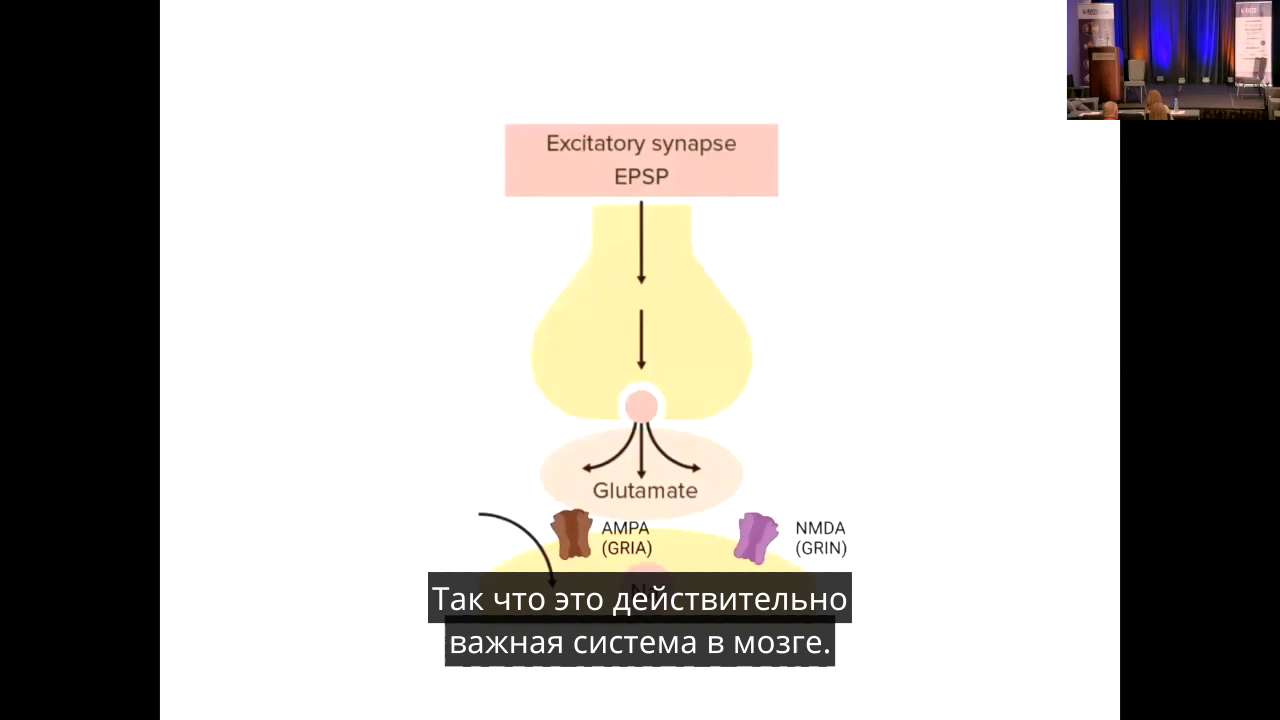 Excitatory synapse
EPSP
Glutamate
AMPA
(GRIA)
NMDA
(GRIN)
Так что это действительно
важная система в мозге.